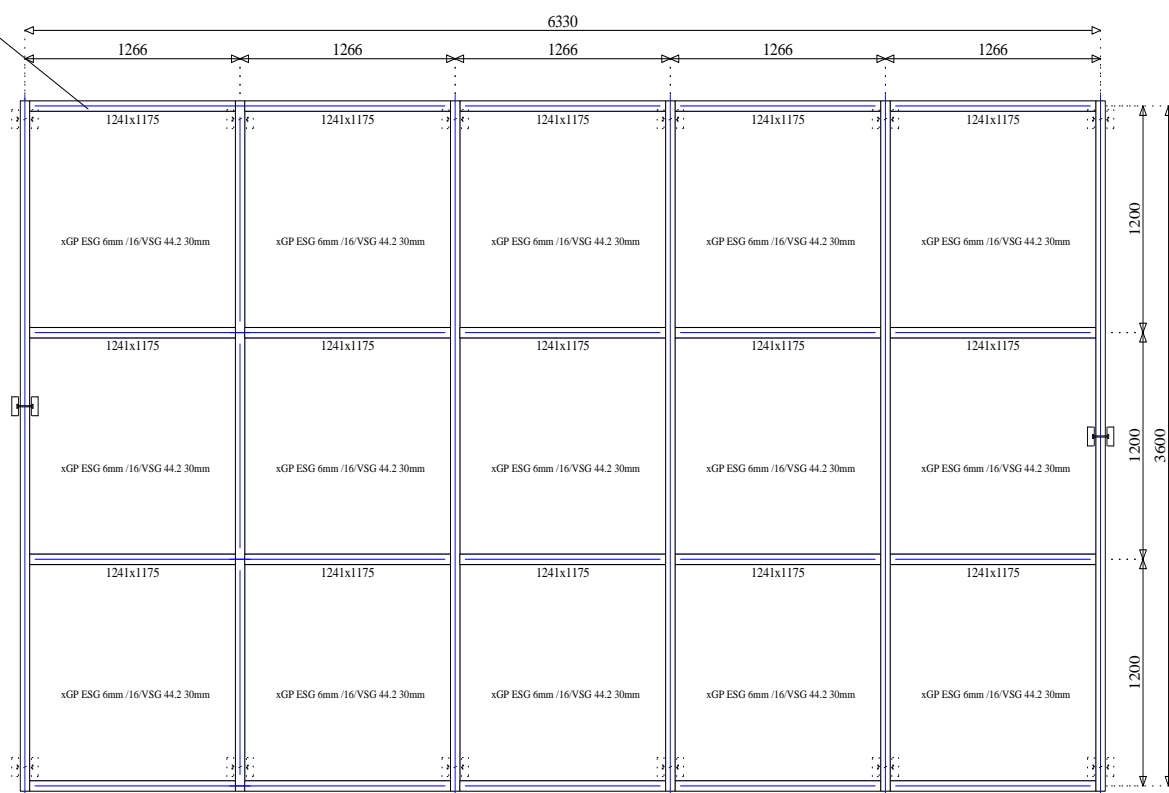 6330
1266 1266 1266 1266 1266
1241x1175 1241x1175 1241x1175 1241x1175 1241x1175
xGP ESG 6mm /16/VSG 44.2 30mm xGP ESG 6mm /16/VSG 44.2 30mm xGP ESG 6mm /16/VSG 44.2 30mm xGP ESG 6mm /16/VSG 44.2 30mm xGP ESG 6mm /16/VSG 44.2 30mm
1200
1241x1175 1241x1175 1241x1175 1241x1175 1241x1175
xGP ESG 6mm /16/VSG 44.2 30mm xGP ESG 6mm /16/VSG 44.2 30mm xGP ESG 6mm /16/VSG 44.2 30mm xGP ESG 6mm /16/VSG 44.2 30mm xGP ESG 6mm /16/VSG 44.2 30mm
1200
3600
1241x1175 1241x1175 1241x1175 1241x1175 1241x1175
xGP ESG 6mm /16/VSG 44.2 30mm xGP ESG 6mm /16/VSG 44.2 30mm xGP ESG 6mm /16/VSG 44.2 30mm xGP ESG 6mm /16/VSG 44.2 30mm xGP ESG 6mm /16/VSG 44.2 30mm
1200